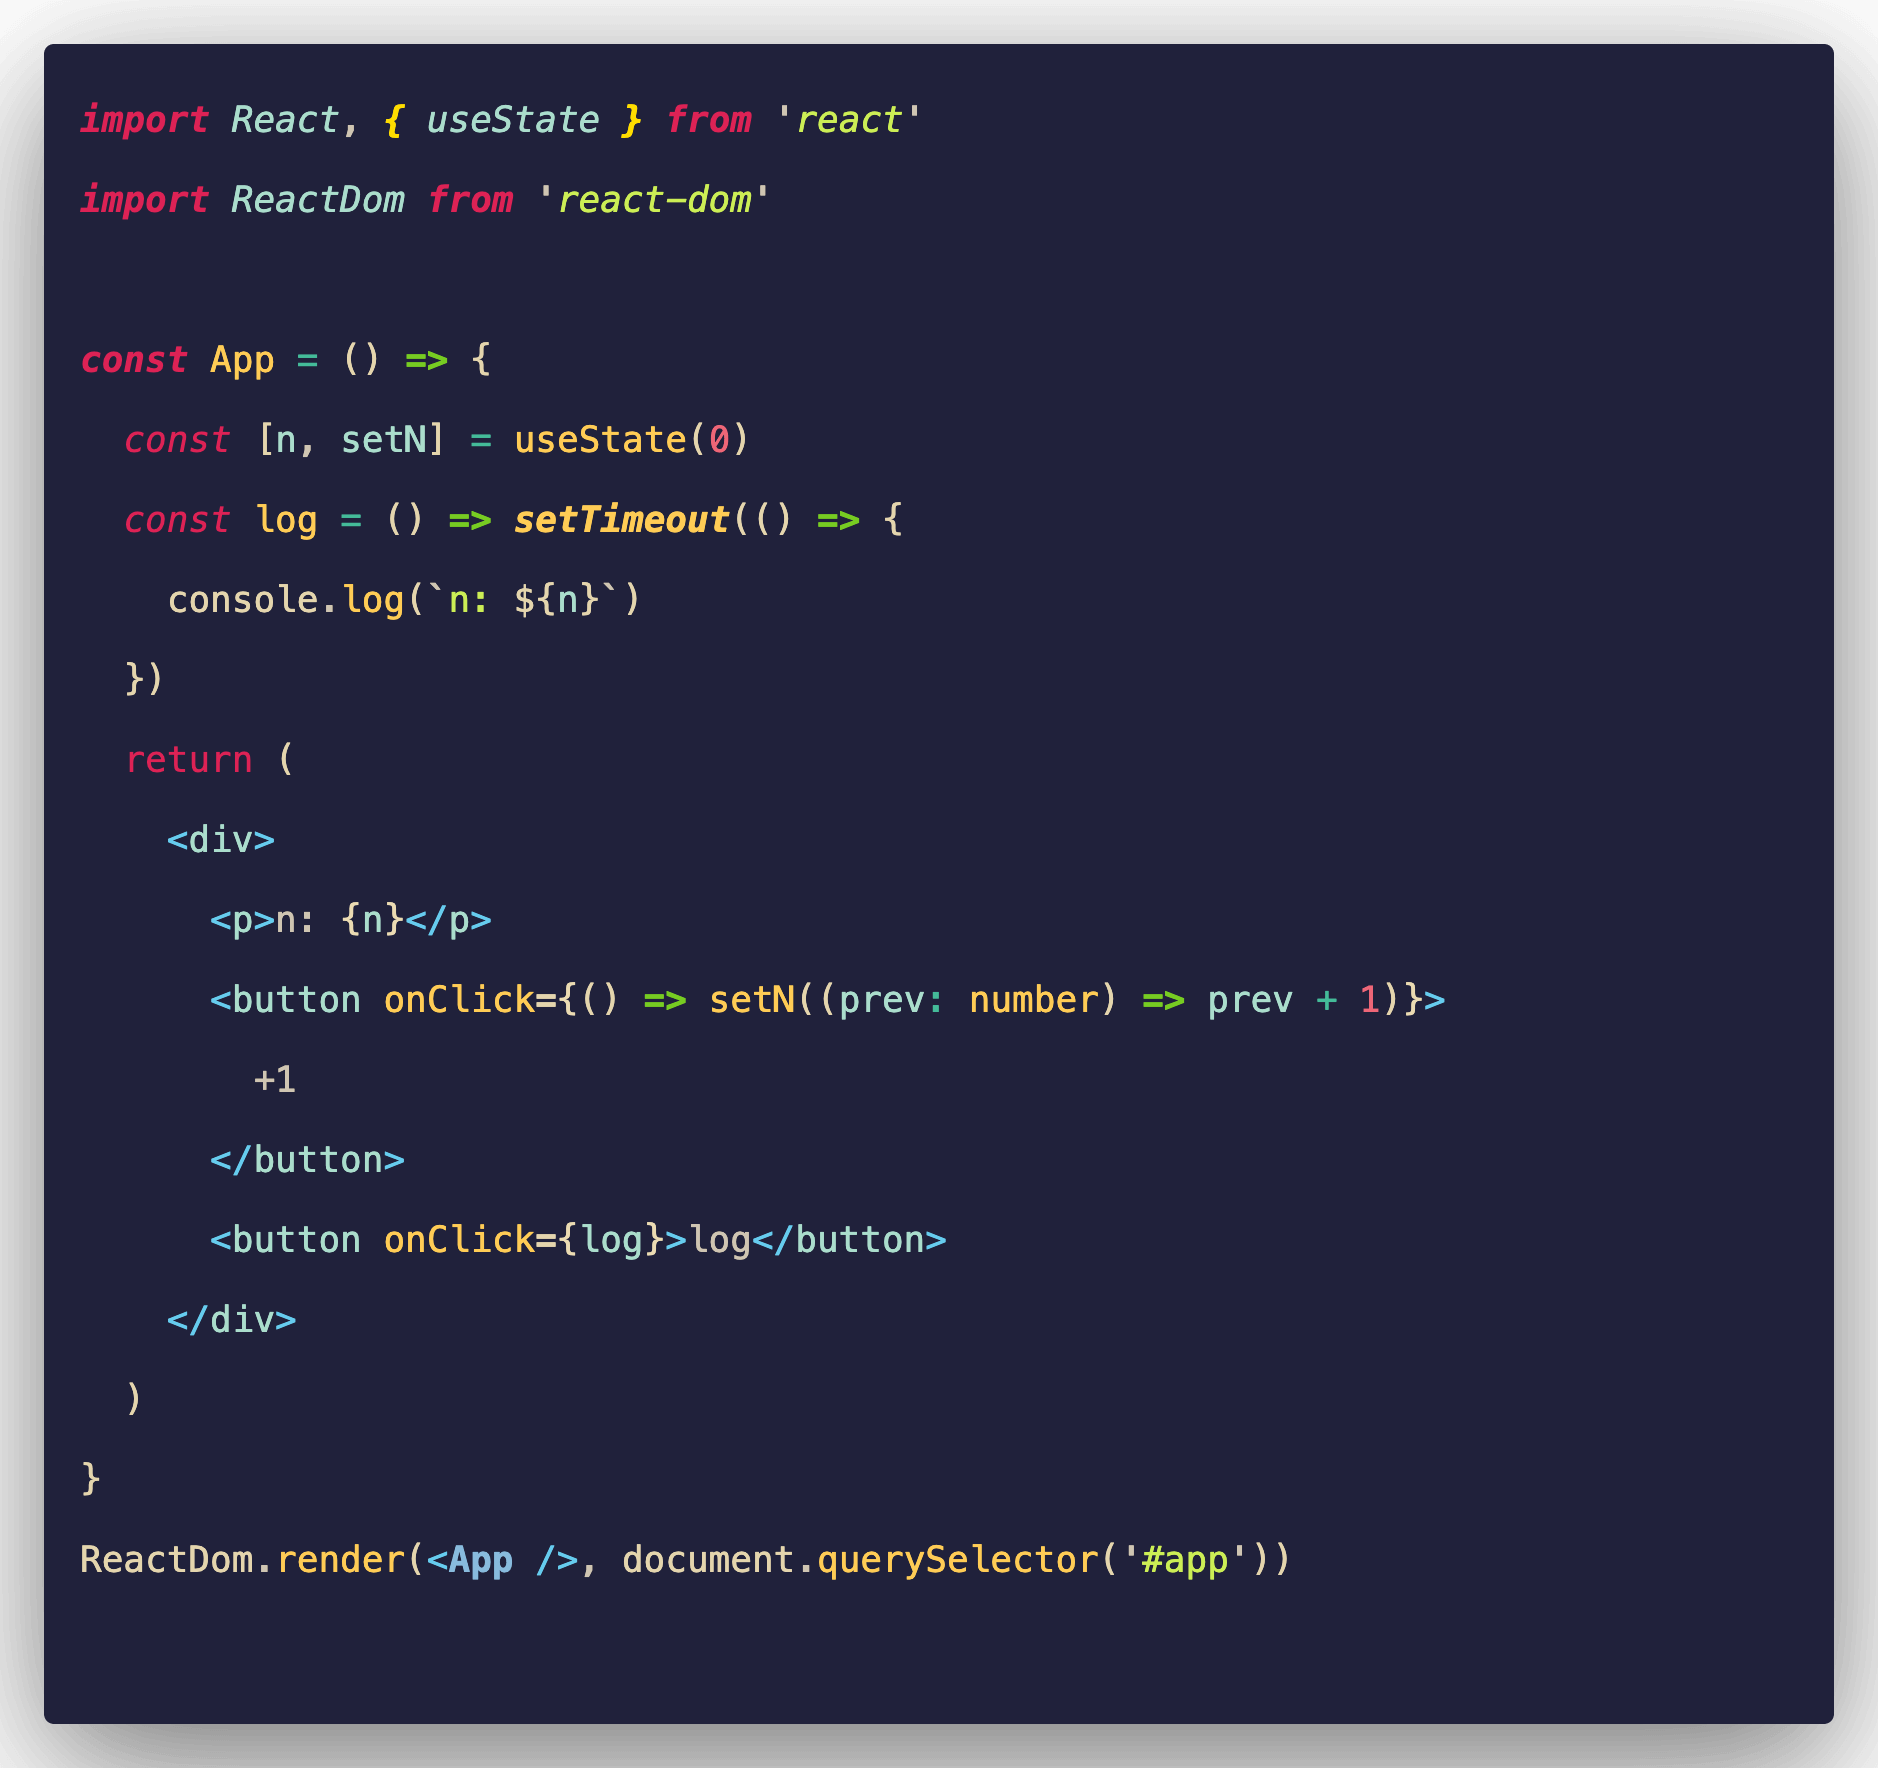 import React, { useState } from 'react'
import ReactDom from 'react-dom'

const App = () => {
  const [n, setN] = useState(0)
  const log = () => setTimeout(() => {
    console.log(`n: ${n}`)
  })
  return (
    <div>
      <p>n: {n}</p>
      <button onClick={() => setN((prev: number) => prev + 1)}>
        +1
      </button>
      <button onClick={log}>log</button>
    </div>
  )
}
ReactDom.render(<App />, document.querySelector('#app'))